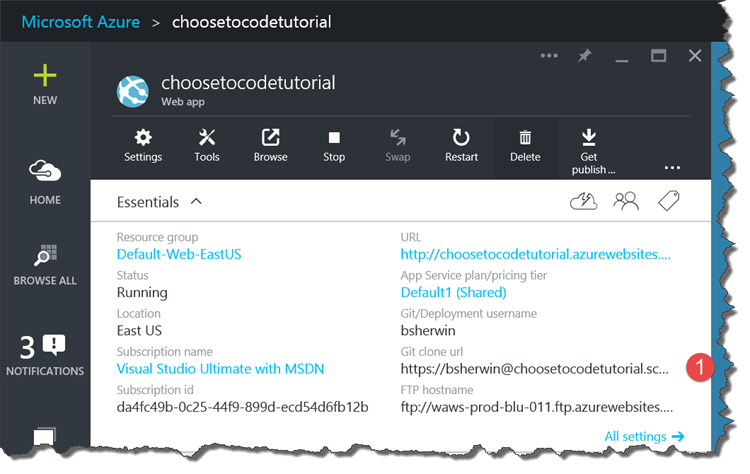 Microsoft Azure > choosetocodetutorial
NEW
HOME
BROWSE ALL
3
NOTIFICATIONS
choosetocodetutorial
Web app
Settings
Tools
Browse
Stop
Swap
Restart
Delete
Get
publish ...
Essentials
Resource group
Default-Web-EastUS
Status
Running
Location
East US
Subscription name
Visual Studio Ultimate with MSDN
Subscription id
da4fc49b-0c25-44f9-899d-ecd54d6fb12b
URL
http://choosetocodetutorial.azurewebsites....
App Service plan/pricing tier
Default1 (Shared)
Git/Deployment username
bsherwin
Git clone url
https://bsherwin@choosetocodetutorial.sc...
1
FTP hostname
ftp://waws-prod-blu-011.ftp.azurewebsites....
All settings